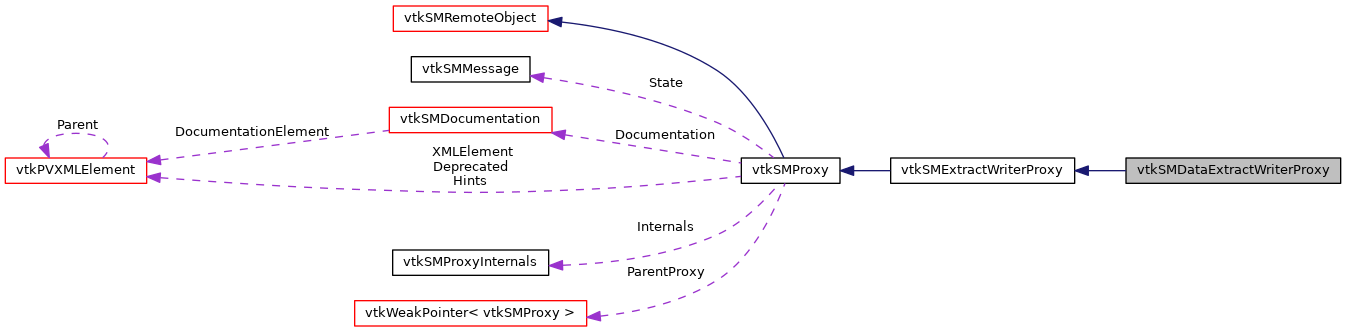 vtkSMRemoteObject
vtkSMMessage
State
Parent
DocumentationElement
vtkSMDocumentation
Documentation
vtkPVXMLElement
XMLElement
Deprecated
Hints
vtkSMProxy
vtkSMExtractWriterProxy
vtkSMDataExtractWriterProxy
Internals
vtkSMProxyInternals
ParentProxy
vtkWeakPointer< vtkSMProxy >